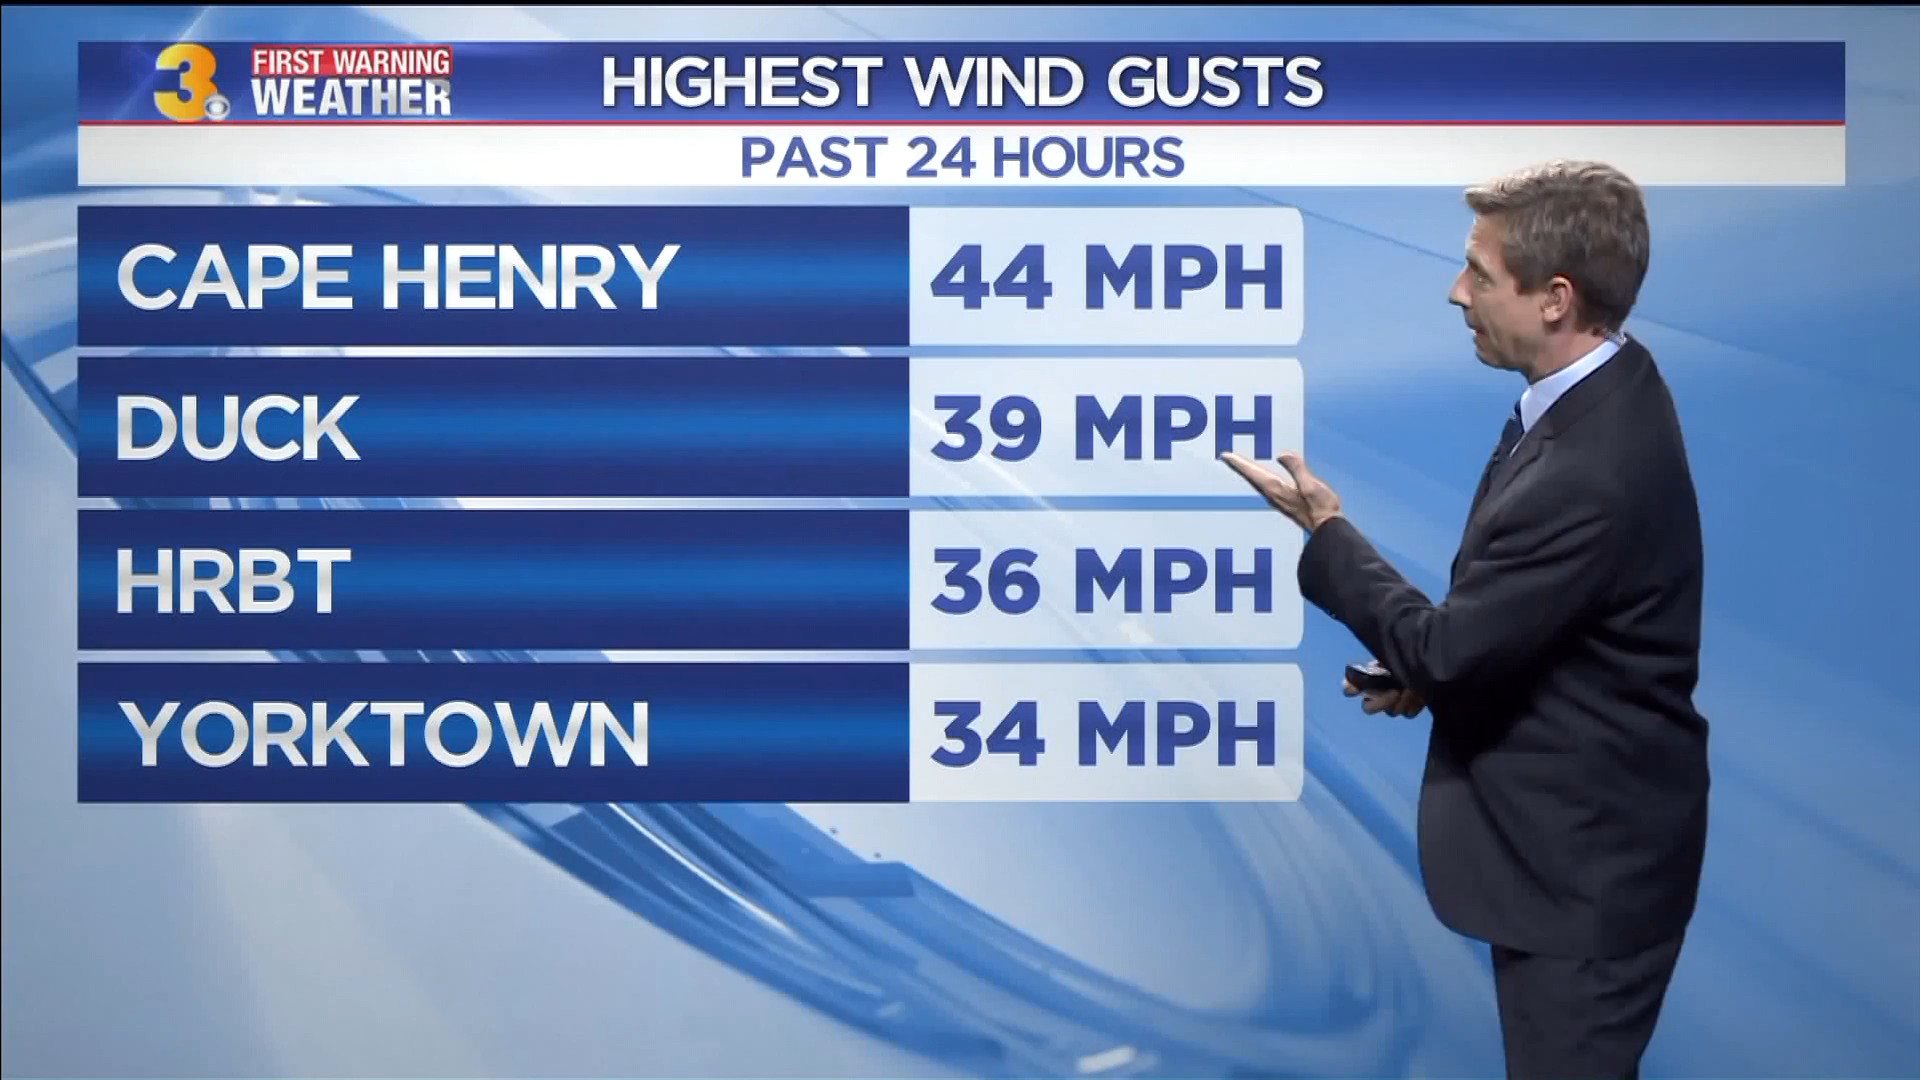 3 FIRST WARNING
WEATHER
HIGHEST WIND GUSTS
PAST 24 HOURS
CAPE HENRY 44 MPH
DUCK 39 MPH
HRBT 36 MPH
YORKTOWN 34 MPH